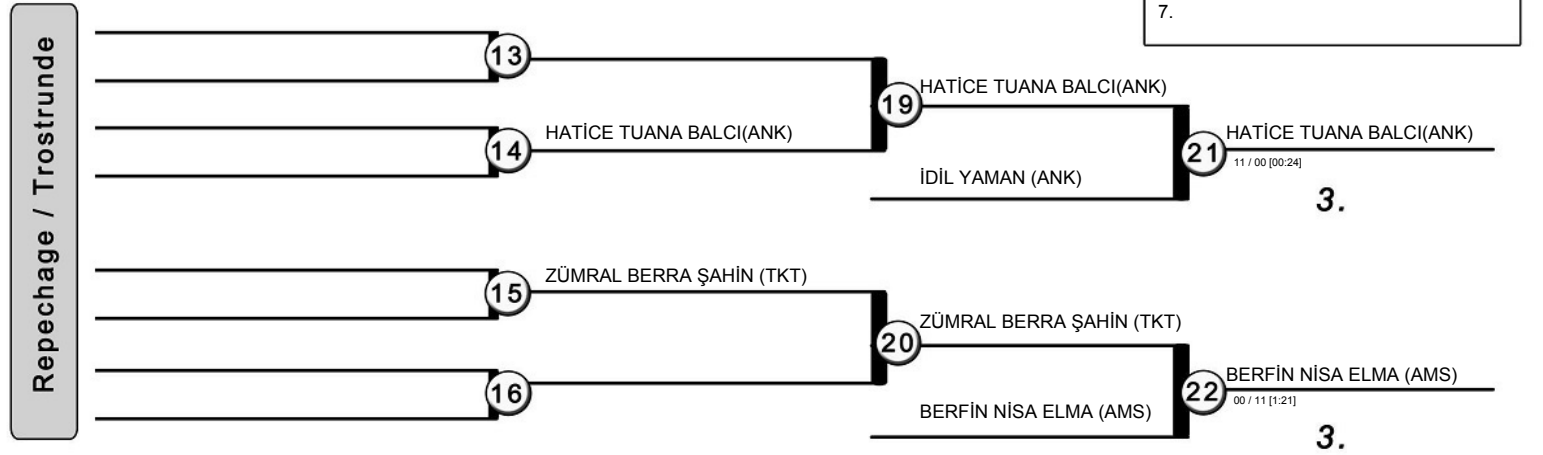 Repechage / Trostrunde
7.
13
HATİCE TUANA BALCI(ANK)
19
HATİCE TUANA BALCI(ANK)
14
HATİCE TUANA BALCI(ANK)
21
11 / 00 [00:24]
İDİL YAMAN (ANK)
3.
ZÜMRAL BERRA ŞAHİN (TKT)
15
ZÜMRAL BERRA ŞAHİN (TKT)
20
BERFİN NİSA ELMA (AMS)
22
00 / 11 [1:21]
16
BERFİN NİSA ELMA (AMS)
3.